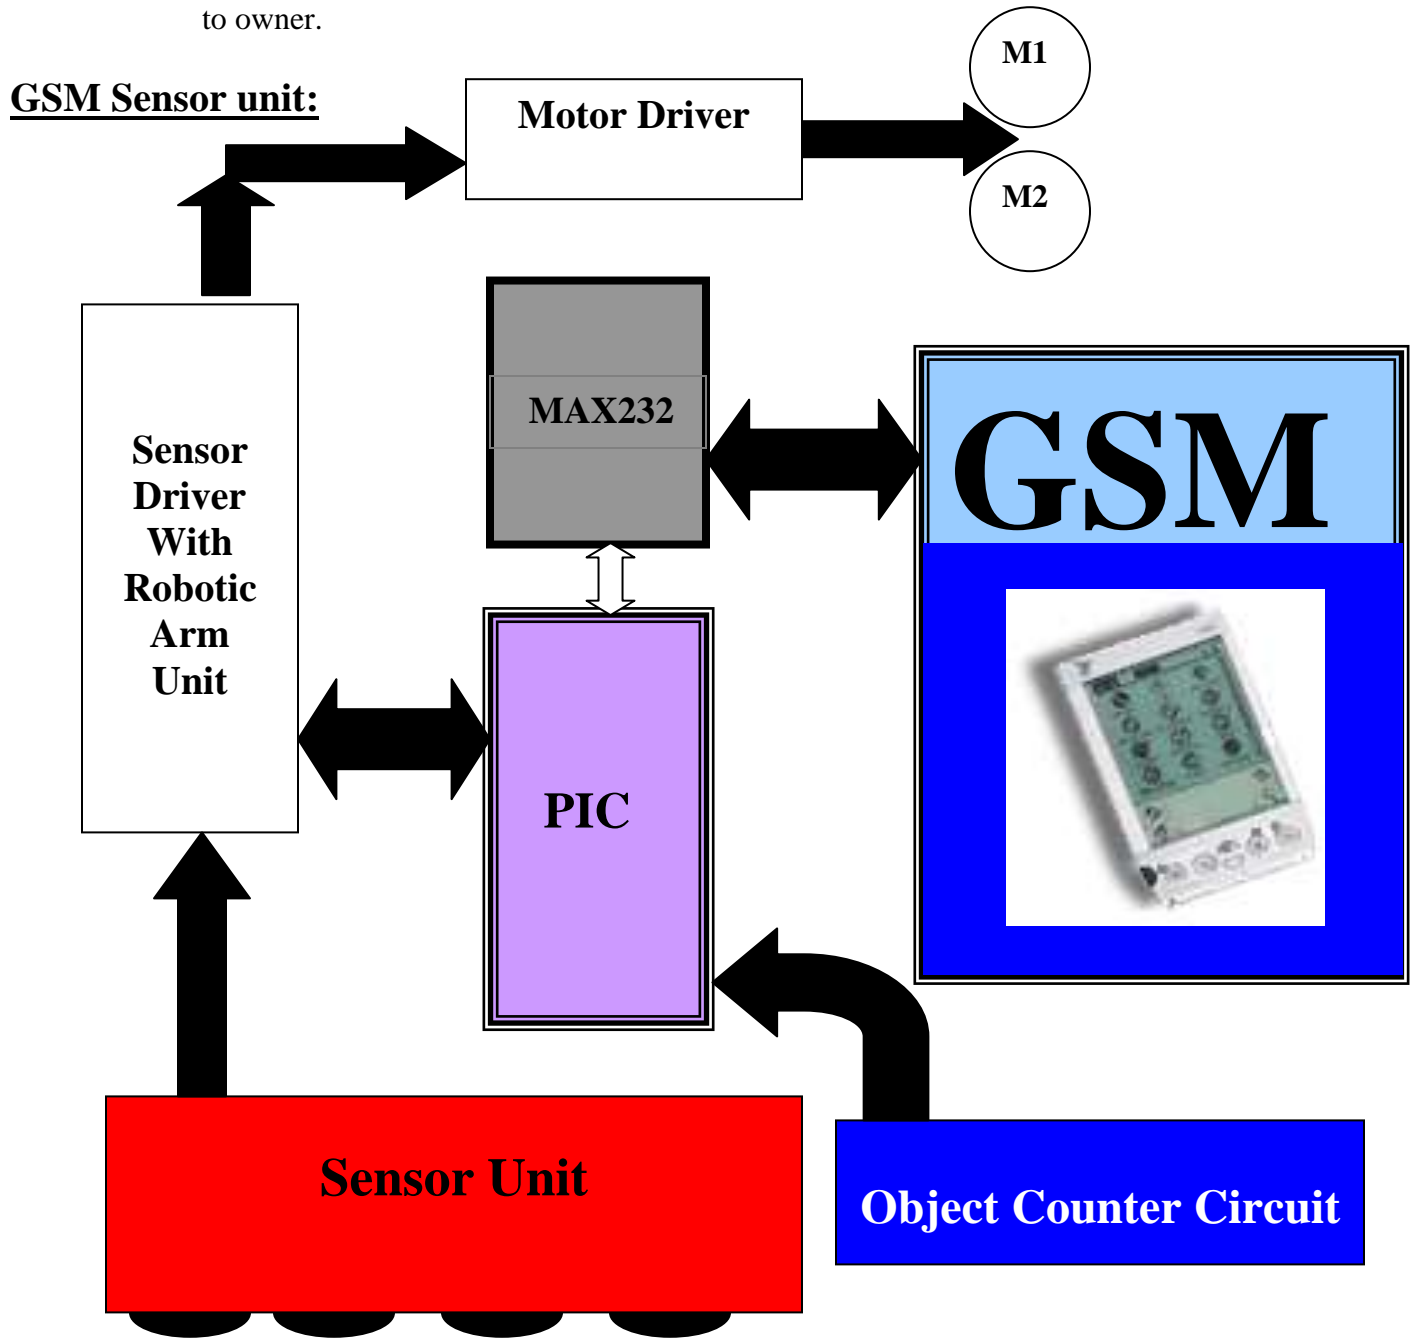 to owner.
GSM Sensor unit:
Motor Driver
M1
M2
MAX232
GSM
Sensor
Driver
With
Robotic
Arm
Unit
PIC
Sensor Unit
Object Counter Circuit